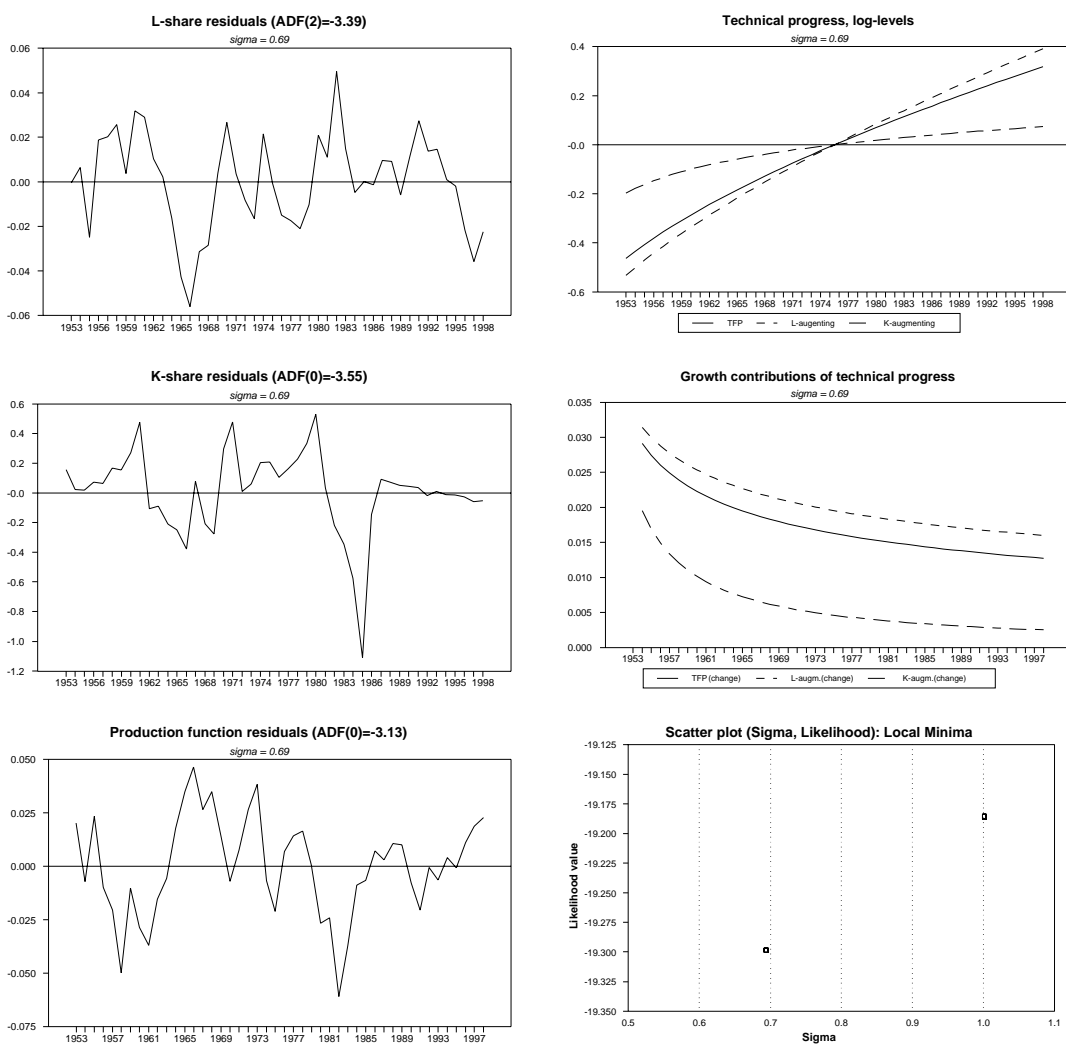 L-share residuals (ADF(2)=-3.39)
sigma = 0.69
0.06
0.04
0.02
0.00
-0.02
-0.04
-0.06
1953 1956 1959 1962 1965 1968 1971 1974 1977 1980 1983 1986 1989 1992 1995 1998
Technical progress, log-levels
sigma = 0.69
0.4
0.2
-0.0
-0.2
-0.4
-0.6
1953 1956 1959 1962 1965 1968 1971 1974 1977 1980 1983 1986 1989 1992 1995 1998
TFP L-augenting K-augmenting
K-share residuals (ADF(0)=-3.55)
sigma = 0.69
0.6
0.4
0.2
-0.0
-0.2
-0.4
-0.6
-0.8
-1.0
-1.2
1953 1956 1959 1962 1965 1968 1971 1974 1977 1980 1983 1986 1989 1992 1995 1998
Growth contributions of technical progress
sigma = 0.69
0.035
0.030
0.025
0.020
0.015
0.010
0.005
0.000
1953 1957 1961 1965 1969 1973 1977 1981 1985 1989 1993 1997
TFP (change) L-augm.(change) K-augm.(change)
Production function residuals (ADF(0)=-3.13)
sigma = 0.69
0.050
0.025
0.000
-0.025
-0.050
-0.075
1953 1957 1961 1965 1969 1973 1977 1981 1985 1989 1993 1997
Scatter plot (Sigma, Likelihood): Local Minima
Likelihood value
-19.125
-19.150
-19.175
-19.200
-19.225
-19.250
-19.275
-19.300
-19.325
-19.350
0.5 0.6 0.7 0.8 0.9 1.0 1.1
Sigma